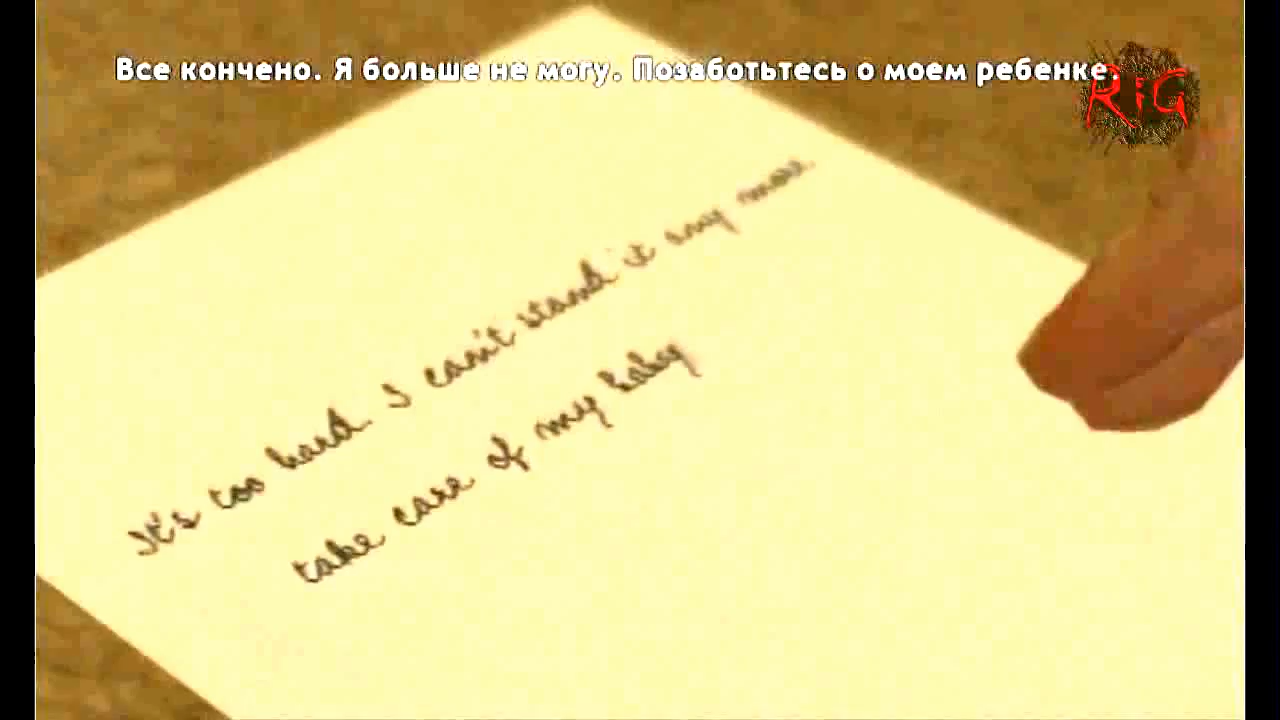 Все кончено. Я больше не могу. Позаботьтесь о моем ребенке.
RiG
It's too hard. I can't stand it any more.
take care of my baby